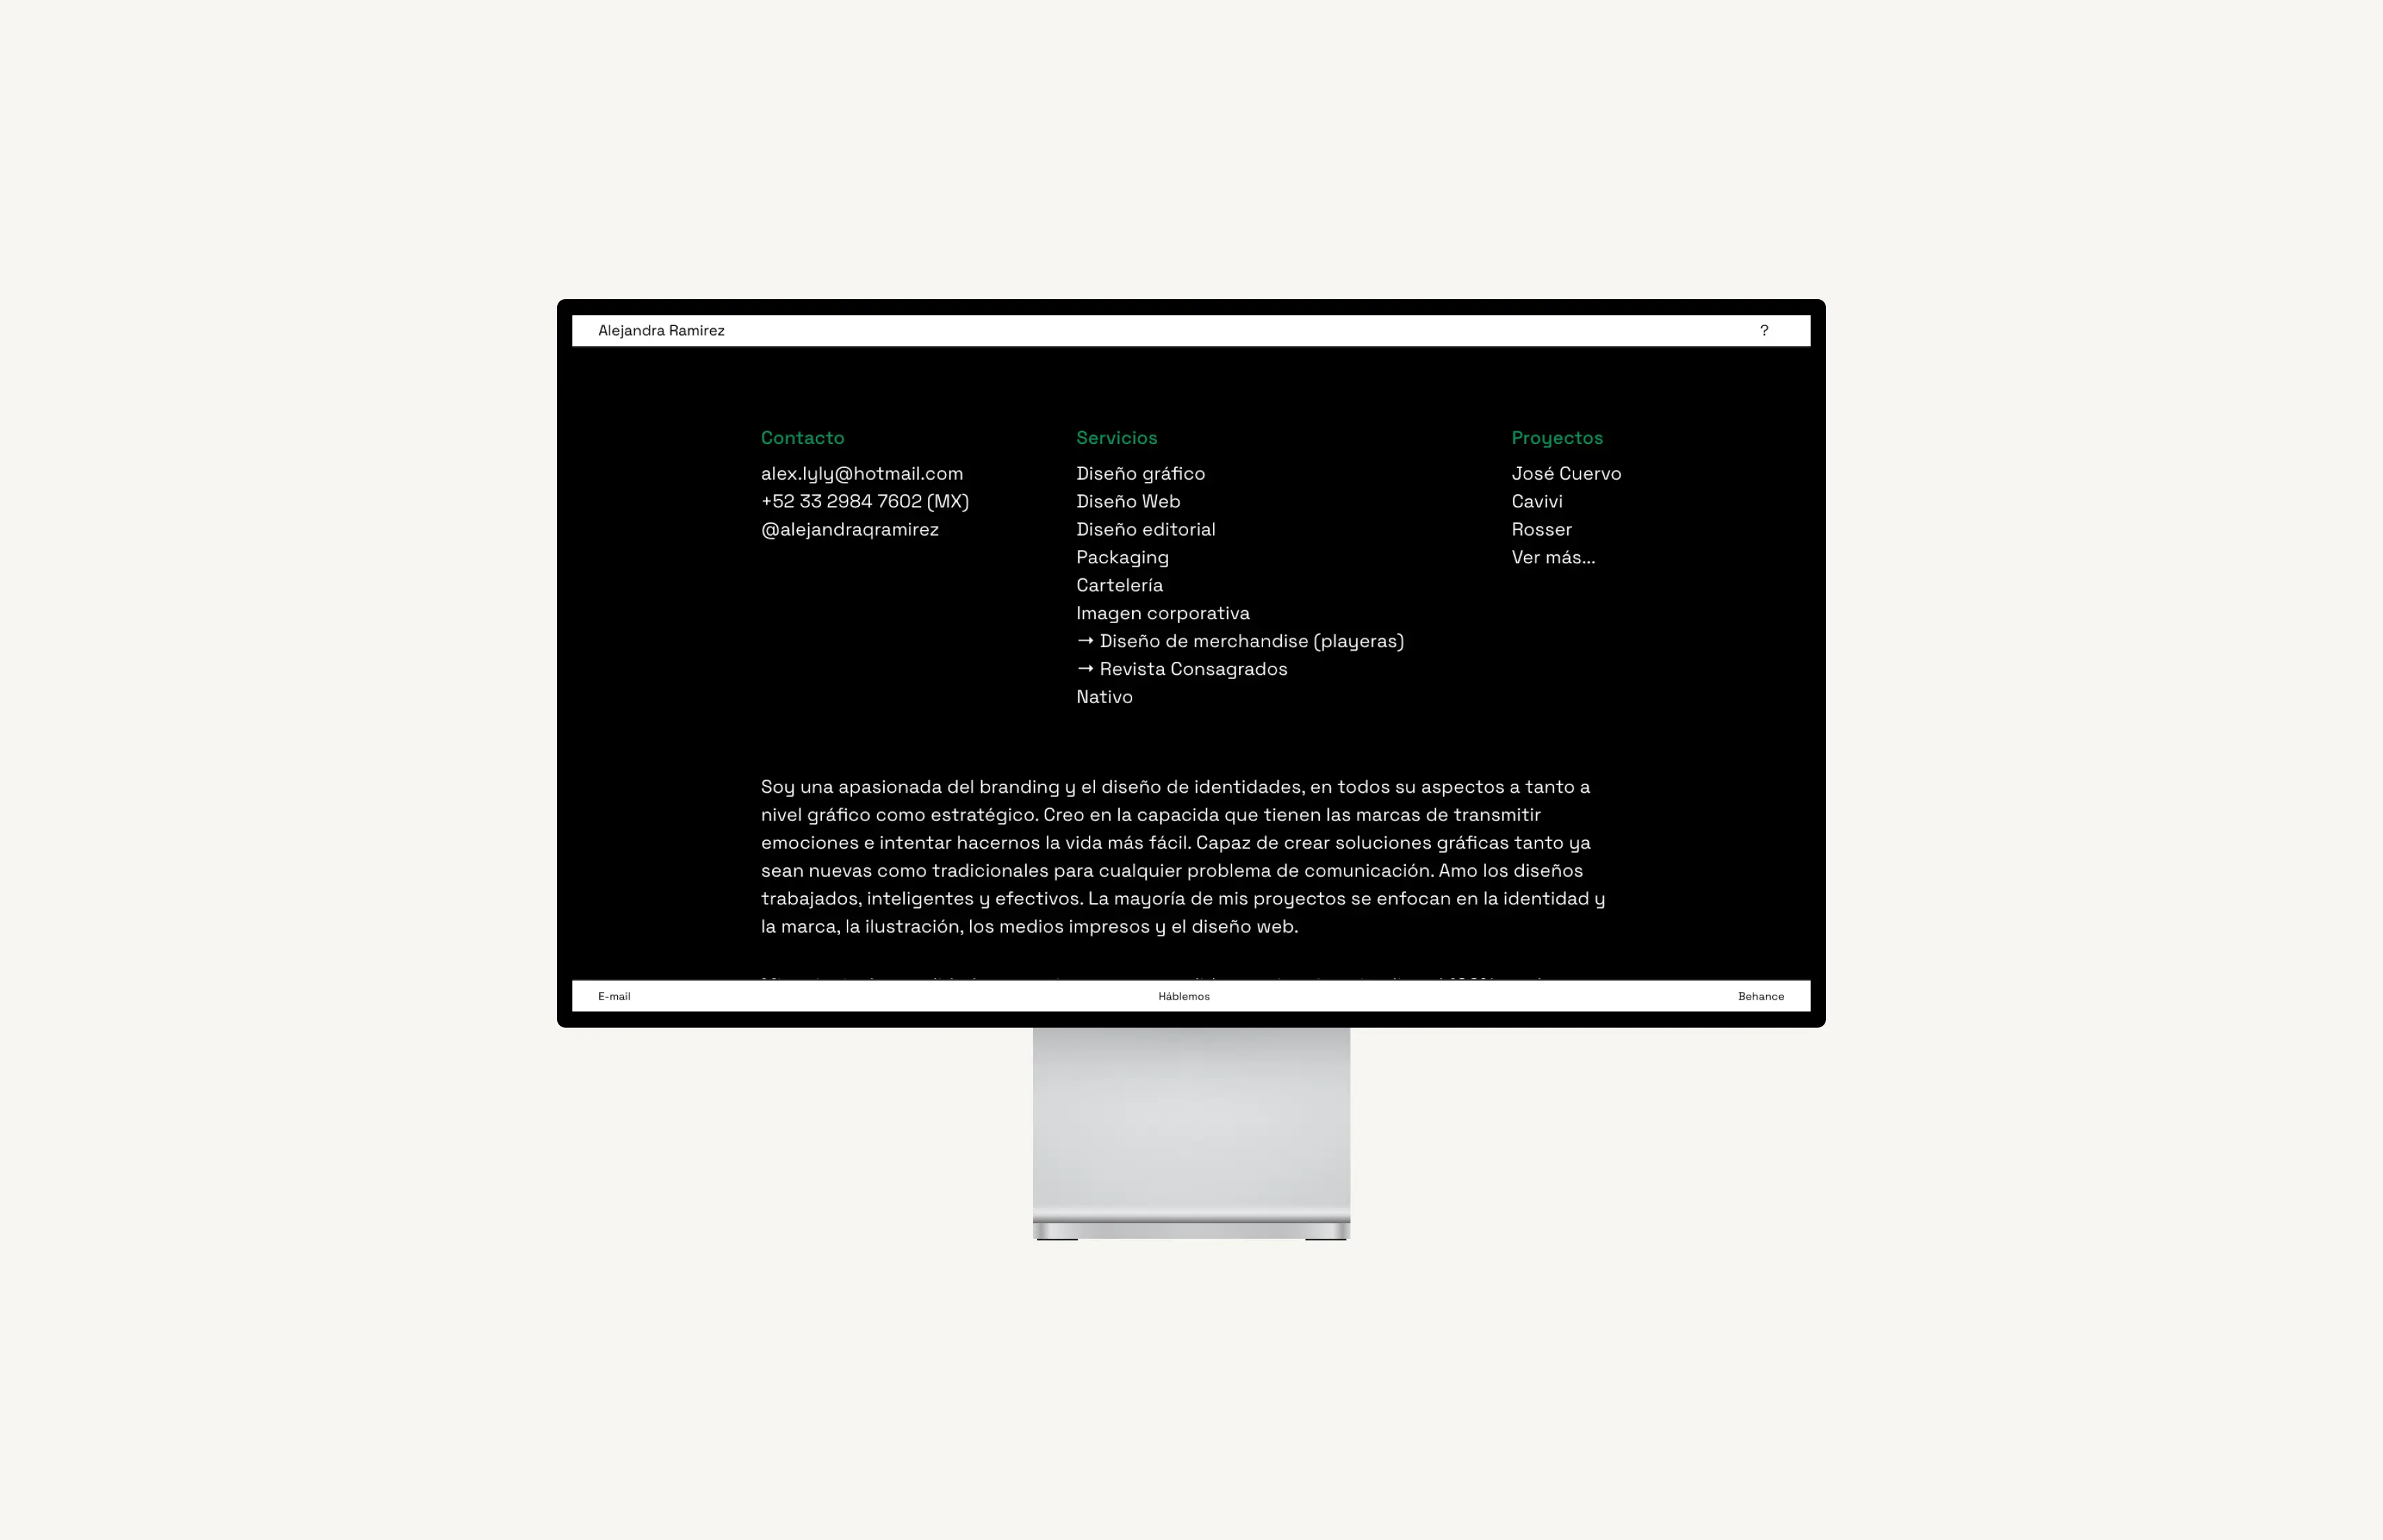 Alejandra Ramirez
?
Contacto
alex.lyly@hotmail.com
+52 33 2984 7602 (MX)
@alejandraqramirez
Servicios
Diseño gráfico
Diseño Web
Diseño editorial
Packaging
Cartelería
Imagen corporativa
→ Diseño de merchandise (playeras)
→ Revista Consagrados
Nativo
Proyectos
José Cuervo
Cavivi
Rosser
Ver más...
Soy una apasionada del branding y el diseño de identidades, en todos su aspectos a tanto a
nivel gráfico como estratégico. Creo en la capacida que tienen las marcas de transmitir
emociones e intentar hacernos la vida más fácil. Capaz de crear soluciones gráficas tanto ya
sean nuevas como tradicionales para cualquier problema de comunicación. Amo los diseños
trabajados, inteligentes y efectivos. La mayoría de mis proyectos se enfocan en la identidad y
la marca, la ilustración, los medios impresos y el diseño web.
E-mail
Háblemos
Behance